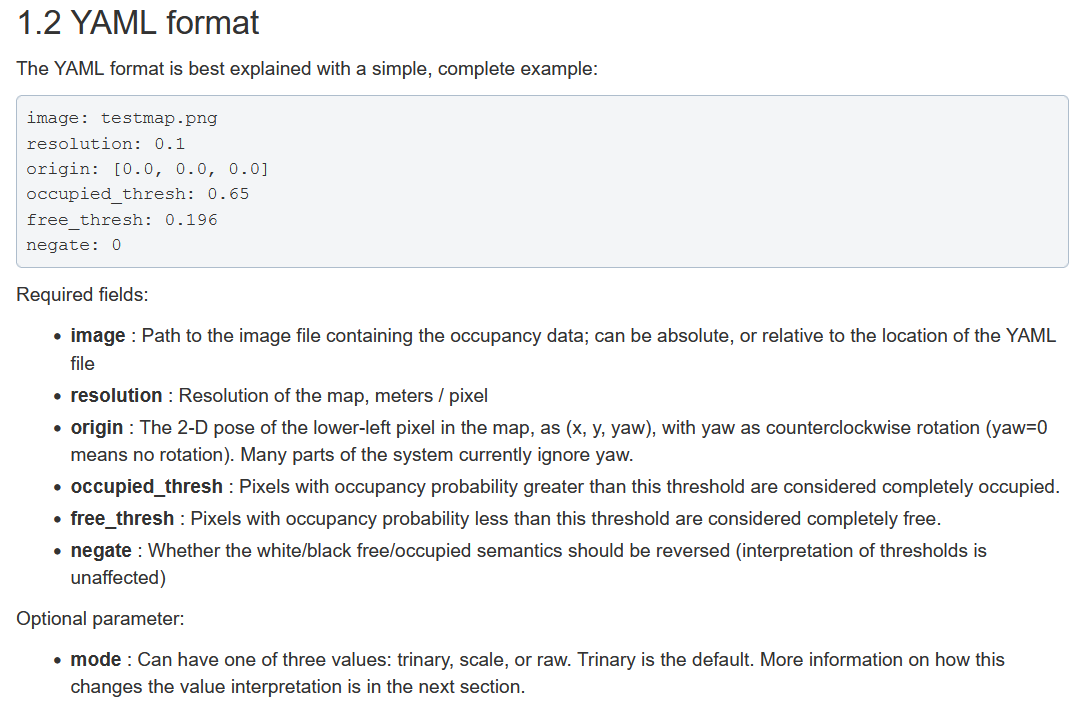 1.2 YAML format
The YAML format is best explained with a simple, complete example:
image: testmap.png
resolution: 0.1
origin: [0.0, 0.0, 0.0]
occupied_thresh: 0.65
free_thresh: 0.196
negate: 0
Required fields:
• image : Path to the image file containing the occupancy data; can be absolute, or relative to the location of the YAML
file
• resolution : Resolution of the map, meters / pixel
• origin : The 2-D pose of the lower-left pixel in the map, as (x, y, yaw), with yaw as counterclockwise rotation (yaw=0
means no rotation). Many parts of the system currently ignore yaw.
• occupied_thresh : Pixels with occupancy probability greater than this threshold are considered completely occupied.
• free_thresh : Pixels with occupancy probability less than this threshold are considered completely free.
• negate : Whether the white/black free/occupied semantics should be reversed (interpretation of thresholds is
unaffected)
Optional parameter:
• mode : Can have one of three values: trinary, scale, or raw. Trinary is the default. More information on how this
changes the value interpretation is in the next section.